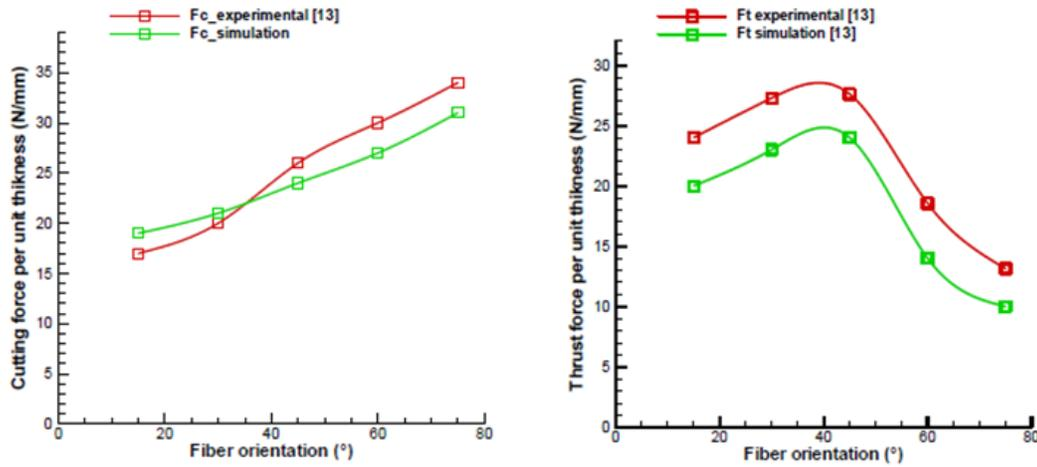 Fc_experimental [13]
Fc_simulation
Cutting force per unit thikness (N/mm)
35
30
25
20
15
10
5
0
0 20 40 60 80
Fiber orientation (°)
Ft experimental [13]
Ft simulation [13]
Thrust force per unit thikness (N/mm)
30
25
20
15
10
5
0
0 20 40 60 80
Fiber orientation (°)